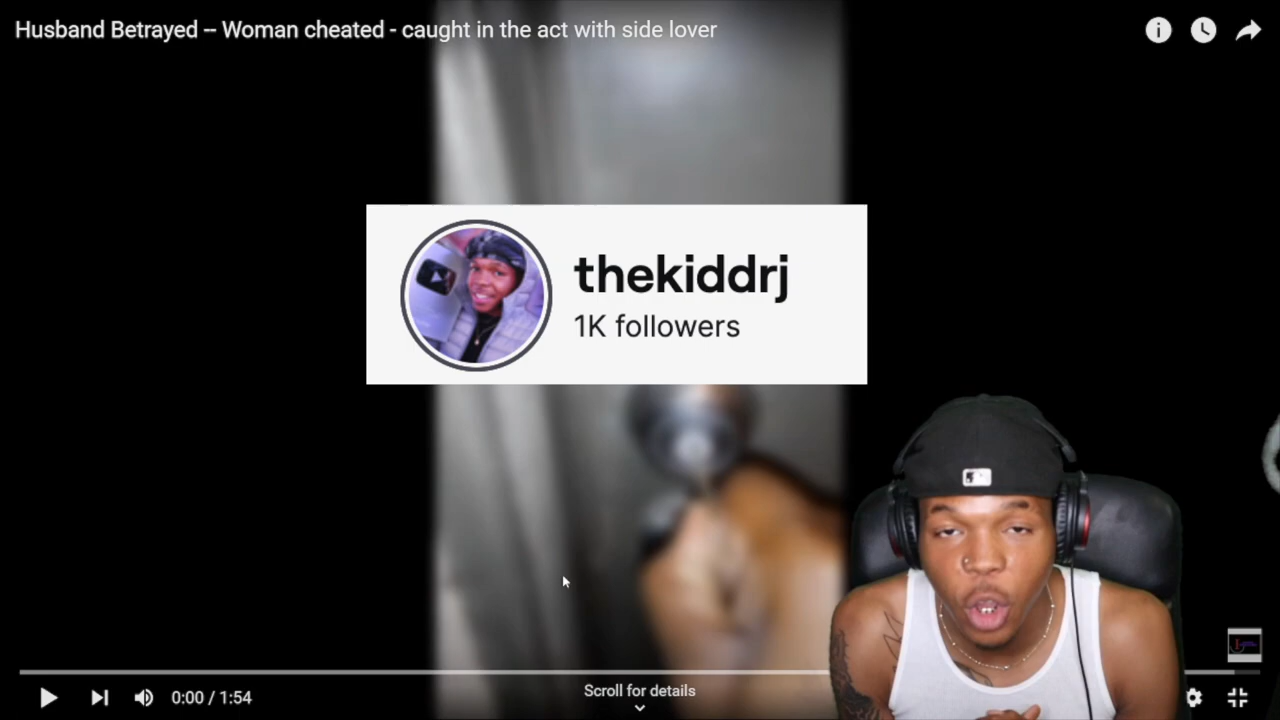 Husband Betrayed -- Woman cheated - caught in the act with side lover
thekiddrj
1K followers
Scroll for details
0:00 / 1:54